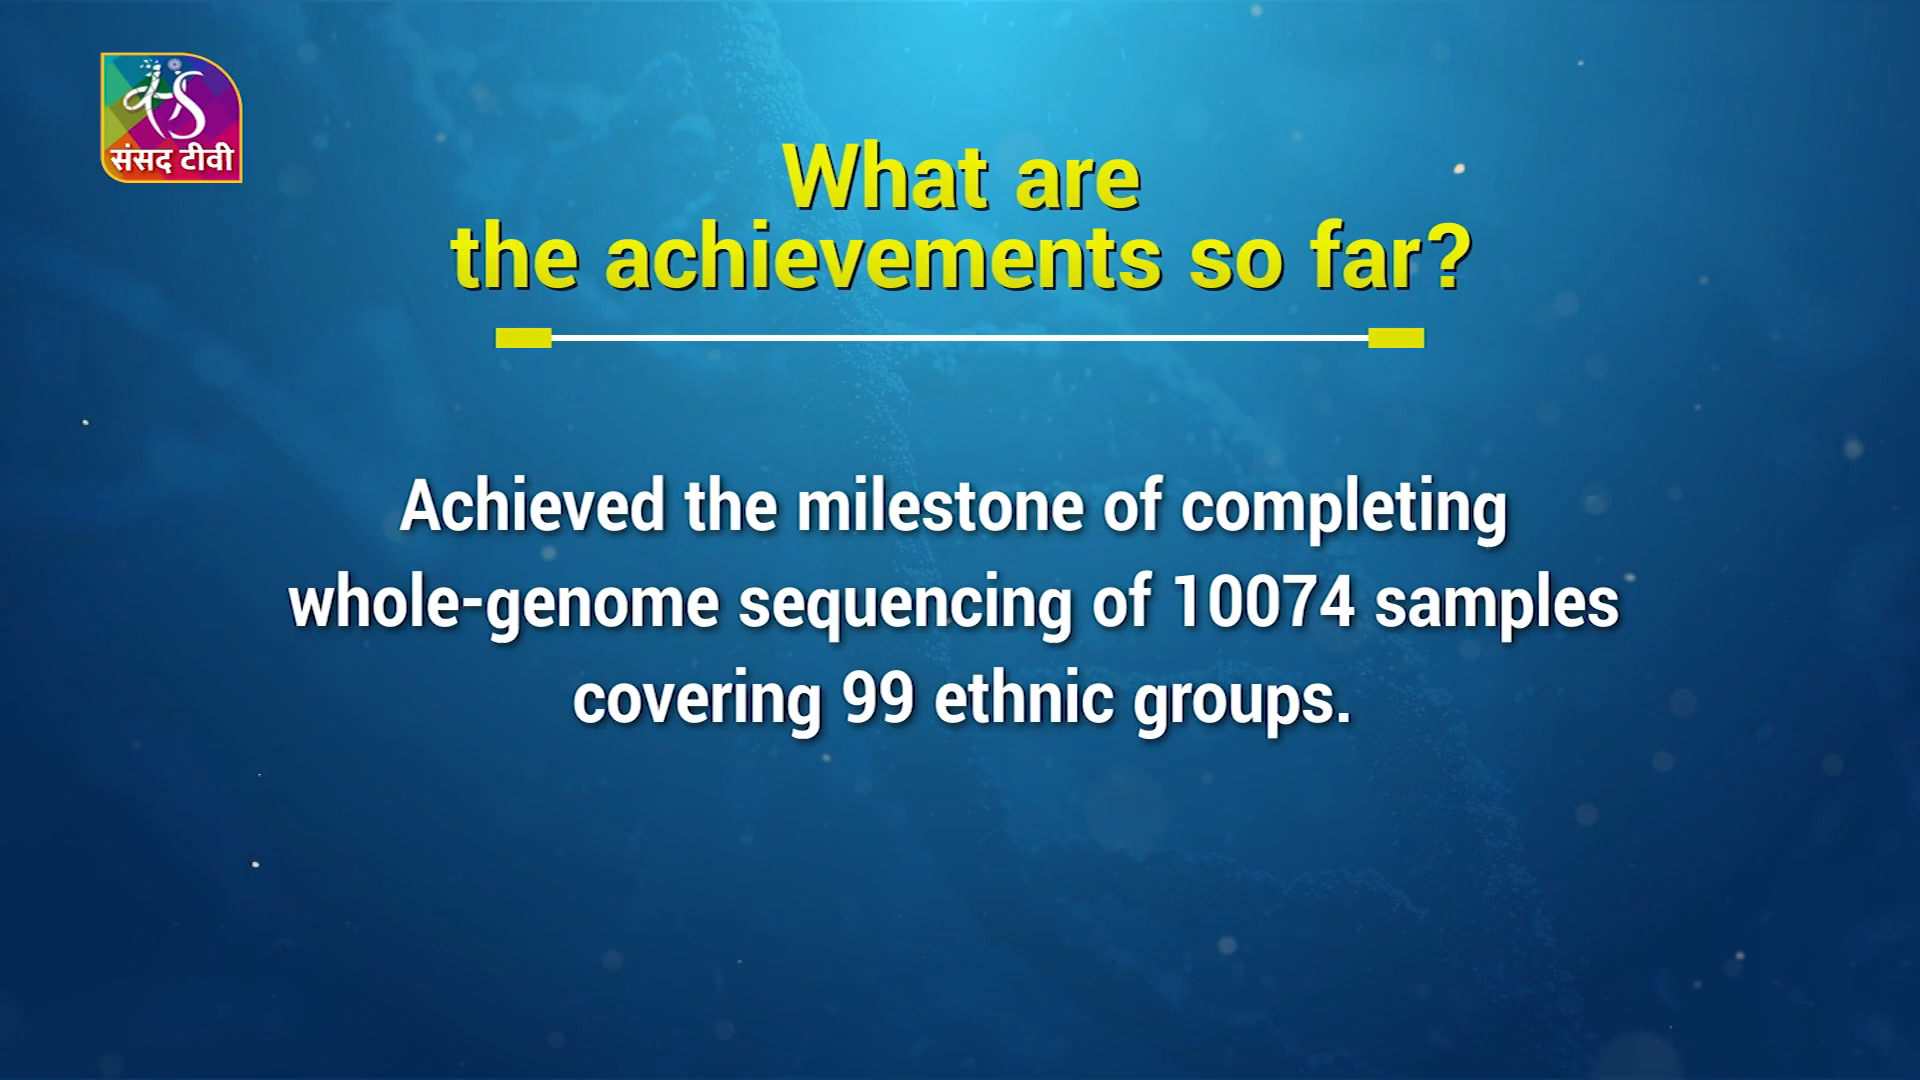 संसद टीवी
What are
the achievements so far?
Achieved the milestone of completing
whole-genome sequencing of 10074 samples
covering 99 ethnic groups.